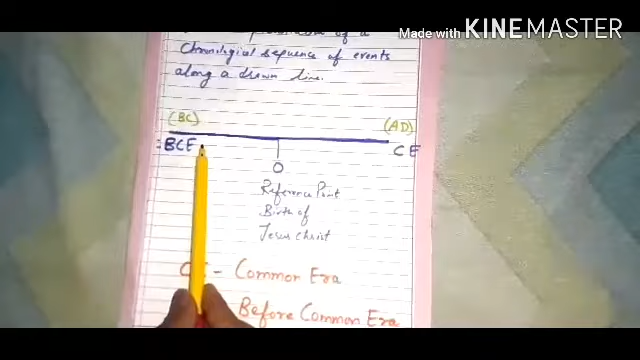 Made with KINEMASTER
of a
Chronological sequence of events
along a drawn line.
(BC) (AD)
BCE CE
0
Reference Point
Birth of
Jesus Christ
- Common Era
Before Common Era